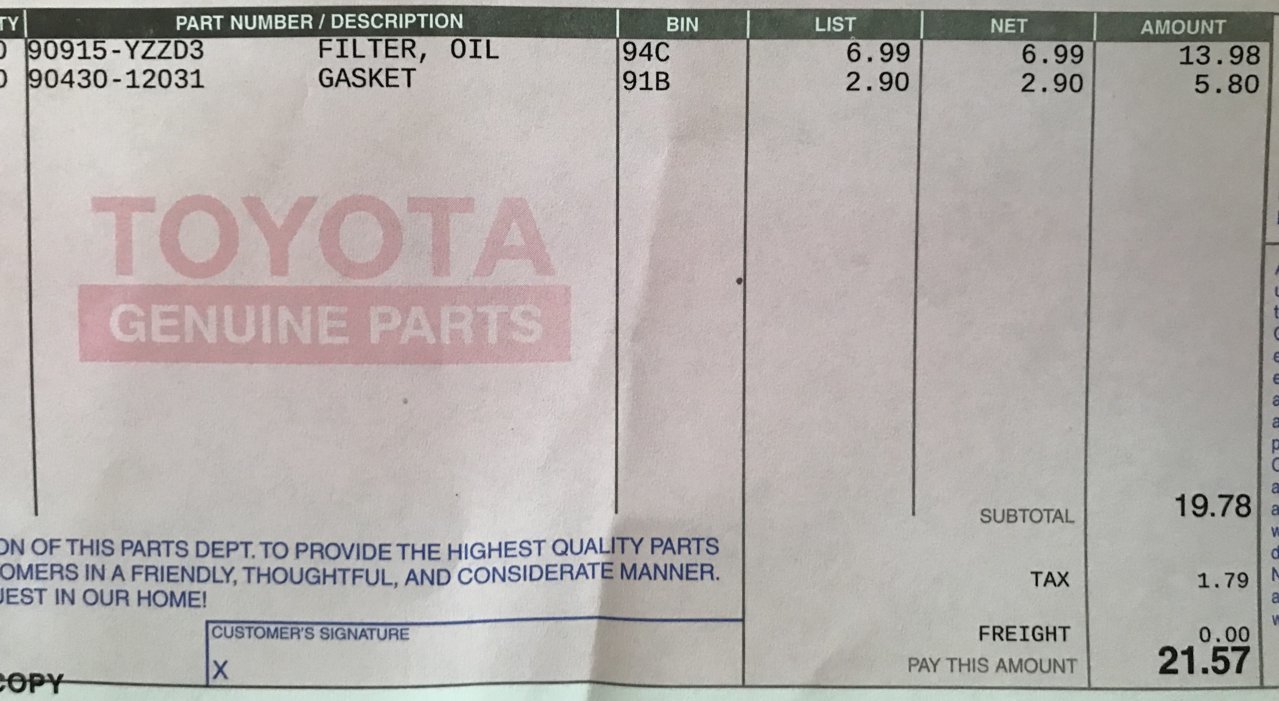 TY PART NUMBER / DESCRIPTION BIN LIST NET AMOUNT
90915-YZZD3 FILTER, OIL 94C 6.99 6.99 13.98
90430-12031 GASKET 91B 2.90 2.90 5.80
TOYOTA
GENUINE PARTS
SUBTOTAL 19.78
ON OF THIS PARTS DEPT. TO PROVIDE THE HIGHEST QUALITY PARTS
OMERS IN A FRIENDLY, THOUGHTFUL, AND CONSIDERATE MANNER.
UEST IN OUR HOME!
TAX 1.79
CUSTOMER'S SIGNATURE
X
FREIGHT 0.00
PAY THIS AMOUNT 21.57
COPY